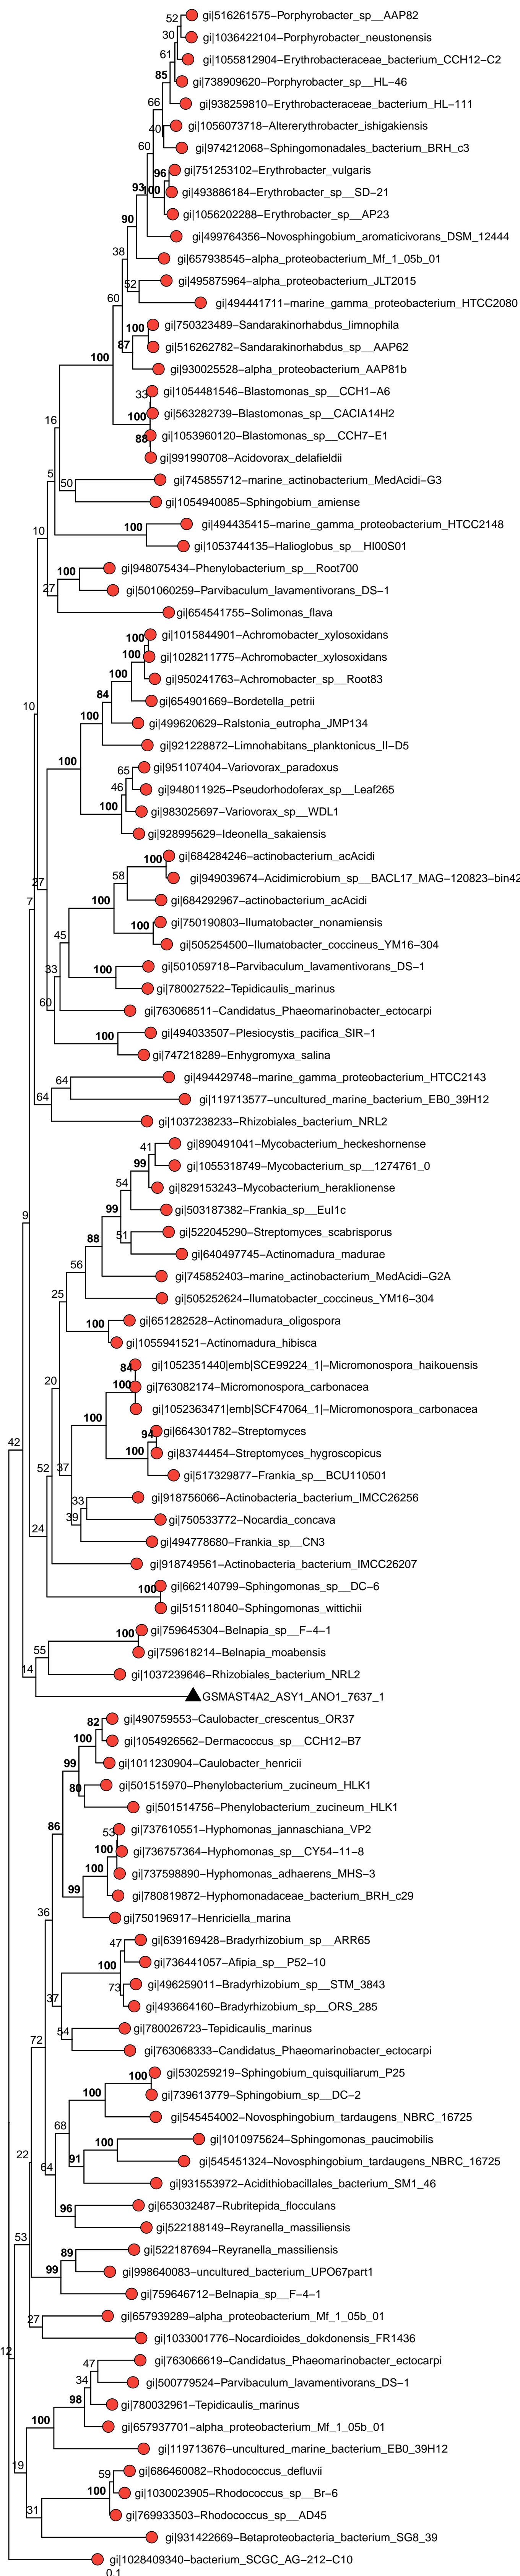 52 gi|516261575–Porphyrobacter_sp__AAP82
30 gi|1036422104–Porphyrobacter_neustonensis
61 gi|1055812904–Erythrobacteraceae_bacterium_CCH12–C2
85 gi|738909620–Porphyrobacter_sp__HL–46
gi|938259810–Erythrobacteraceae_bacterium_HL–111
66 gi|1056073718–Altererythrobacter_ishigakiensis
40 gi|974212068–Sphingomonadales_bacterium_BRH_c3
60 gi|751253102–Erythrobacter_vulgaris
96 gi|493886184–Erythrobacter_sp__SD–21
93 100 gi|1056202288–Erythrobacter_sp__AP23
90 gi|499764356–Novosphingobium_aromaticivorans_DSM_12444
38 gi|657938545–alpha_proteobacterium_Mf_1_05b_01
gi|495875964–alpha_proteobacterium_JLT2015
52 gi|494441711–marine_gamma_proteobacterium_HTCC2080
60 gi|750323489–Sandarakinorhabdus_limnophila
100 gi|516262782–Sandarakinorhabdus_sp__AAP62
87 gi|930025528–alpha_proteobacterium_AAP81b
100 gi|1054481546–Blastomonas_sp__CCH1–A6
33 gi|563282739–Blastomonas_sp__CACIA14H2
100 gi|1053960120–Blastomonas_sp__CCH7–E1
88 gi|991990708–Acidovorax_delafieldii
16 gi|745855712–marine_actinobacterium_MedAcidi–G3
5 50 gi|1054940085–Sphingobium_amiense
gi|494435415–marine_gamma_proteobacterium_HTCC2148
10 100 gi|1053744135–Halioglobus_sp__HI00S01
gi|948075434–Phenylobacterium_sp__Root700
100 gi|501060259–Parvibaculum_lavamentivorans_DS–1
27 gi|654541755–Solimonas_flava
gi|1015844901–Achromobacter_xylosoxidans
100 gi|1028211775–Achromobacter_xylosoxidans
100 gi|950241763–Achromobacter_sp__Root83
100 gi|654901669–Bordetella_petrii
10 84 gi|499620629–Ralstonia_eutropha_JMP134
100 gi|921228872–Limnohabitans_planktonicus_II–D5
100 gi|951107404–Variovorax_paradoxus
65 gi|948011925–Pseudorhodoferax_sp__Leaf265
46 gi|983025697–Variovorax_sp__WDL1
100 gi|928995629–Ideonella_sakaiensis
gi|684284246–actinobacterium_acAcidi
100 gi|949039674–Acidimicrobium_sp__BACL17_MAG–120823–bin42
27 58 gi|684292967–actinobacterium_acAcidi
7 100 gi|750190803–Ilumatobacter_nonamiensis
100 gi|505254500–Ilumatobacter_coccineus_YM16–304
45 gi|501059718–Parvibaculum_lavamentivorans_DS–1
33 100 gi|780027522–Tepidicaulis_marinus
60 gi|763068511–Candidatus_Phaeomarinobacter_ectocarpi
gi|494033507–Plesiocystis_pacifica_SIR–1
100 gi|747218289–Enhygromyxa_salina
gi|494429748–marine_gamma_proteobacterium_HTCC2143
64 gi|119713577–uncultured_marine_bacterium_EB0_39H12
64 gi|1037238233–Rhizobiales_bacterium_NRL2
gi|890491041–Mycobacterium_heckeshornense
41 gi|1055318749–Mycobacterium_sp__1274761_0
99 gi|829153243–Mycobacterium_heraklionense
54 gi|503187382–Frankia_sp__EuI1c
9 99 gi|522045290–Streptomyces_scabrisporus
51 gi|640497745–Actinomadura_madurae
88 gi|745852403–marine_actinobacterium_MedAcidi–G2A
56 gi|505252624–Ilumatobacter_coccineus_YM16–304
25 gi|651282528–Actinomadura_oligospora
100 gi|1055941521–Actinomadura_hibisca
gi|1052351440|emb|SCE99224_1|–Micromonospora_haikouensis
84 gi|763082174–Micromonospora_carbonacea
20 100 gi|1052363471|emb|SCF47064_1|–Micromonospora_carbonacea
100 gi|664301782–Streptomyces
94 gi|83744454–Streptomyces_hygroscopicus
42 100 gi|517329877–Frankia_sp__BCU110501
52 37 gi|918756066–Actinobacteria_bacterium_IMCC26256
33 gi|750533772–Nocardia_concava
39 gi|494778680–Frankia_sp__CN3
24 gi|918749561–Actinobacteria_bacterium_IMCC26207
gi|662140799–Sphingomonas_sp__DC–6
100 gi|515118040–Sphingomonas_wittichii
gi|759645304–Belnapia_sp__F–4–1
100 gi|759618214–Belnapia_moabensis
55 gi|1037239646–Rhizobiales_bacterium_NRL2
14 GSMAST4A2_ASY1_ANO1_7637_1
gi|490759553–Caulobacter_crescentus_OR37
82 gi|1054926562–Dermacoccus_sp__CCH12–B7
100 gi|1011230904–Caulobacter_henricii
99 gi|501515970–Phenylobacterium_zucineum_HLK1
80 gi|501514756–Phenylobacterium_zucineum_HLK1
86 gi|737610551–Hyphomonas_jannaschiana_VP2
53 gi|736757364–Hyphomonas_sp__CY54–11–8
100 gi|737598890–Hyphomonas_adhaerens_MHS–3
100 gi|780819872–Hyphomonadaceae_bacterium_BRH_c29
99 gi|750196917–Henriciella_marina
36 gi|639169428–Bradyrhizobium_sp__ARR65
47 gi|736441057–Afipia_sp__P52–10
100 gi|496259011–Bradyrhizobium_sp__STM_3843
73 gi|493664160–Bradyrhizobium_sp__ORS_285
37 gi|780026723–Tepidicaulis_marinus
54 gi|763068333–Candidatus_Phaeomarinobacter_ectocarpi
72 gi|530259219–Sphingobium_quisquiliarum_P25
100 gi|739613779–Sphingobium_sp__DC–2
100 gi|545454002–Novosphingobium_tardaugens_NBRC_16725
68 gi|1010975624–Sphingomonas_paucimobilis
100 gi|545451324–Novosphingobium_tardaugens_NBRC_16725
22 64 91 gi|931553972–Acidithiobacillales_bacterium_SM1_46
gi|653032487–Rubritepida_flocculans
96 gi|522188149–Reyranella_massiliensis
53 gi|522187694–Reyranella_massiliensis
89 gi|998640083–uncultured_bacterium_UPO67part1
99 gi|759646712–Belnapia_sp__F–4–1
gi|657939289–alpha_proteobacterium_Mf_1_05b_01
27 gi|1033001776–Nocardioides_dokdonensis_FR1436
12 gi|763066619–Candidatus_Phaeomarinobacter_ectocarpi
47 gi|500779524–Parvibaculum_lavamentivorans_DS–1
34 gi|780032961–Tepidicaulis_marinus
98 gi|657937701–alpha_proteobacterium_Mf_1_05b_01
100 gi|119713676–uncultured_marine_bacterium_EB0_39H12
19 gi|686460082–Rhodococcus_defluvii
59 gi|1030023905–Rhodococcus_sp__Br–6
100 gi|769933503–Rhodococcus_sp__AD45
31 gi|931422669–Betaproteobacteria_bacterium_SG8_39
gi|1028409340–bacterium_SCGC_AG–212–C10
0.1